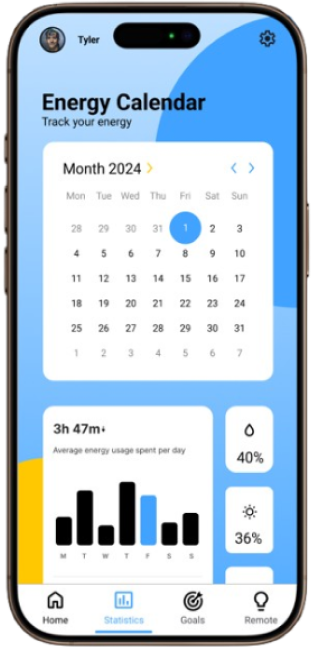 Tyler
Energy Calendar
Track your energy
Month 2024
Mon Tue Wed Thu Fri Sat Sun
28 29 30 31 1 2 3
4 5 6 7 8 9 10
11 12 13 14 15 16 17
18 19 20 21 22 23 24
25 26 27 28 29 30 31
1 2 3 4 5 6 7
3h 47m
Average energy usage spent per day
40%
36%
M T W T F S S
Home Statistics Goals Remote